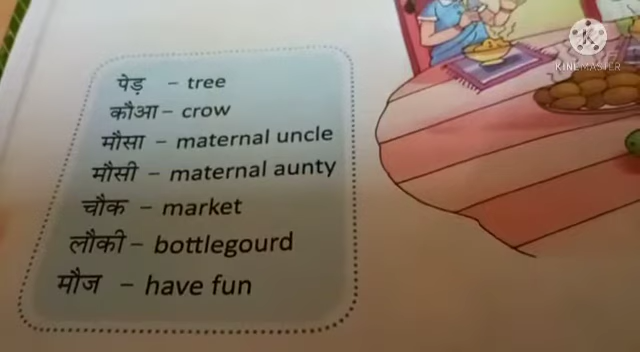 पेड़ – tree
कौआ – crow
मौसा – maternal uncle
मौसी – maternal aunty
चौक – market
लौकी – bottlegourd
मौज – have fun
KINEMASTER